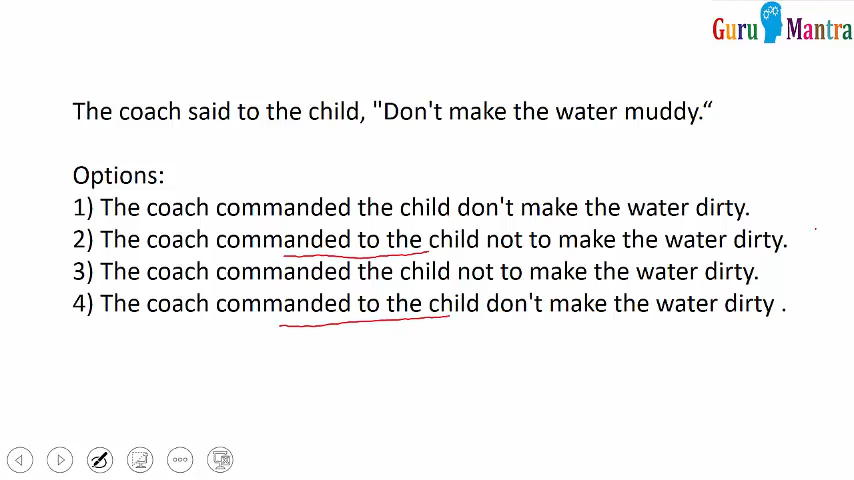 Guru Mantra
The coach said to the child, "Don't make the water muddy.“
Options:
1) The coach commanded the child don't make the water dirty.
2) The coach commanded to the child not to make the water dirty.
3) The coach commanded the child not to make the water dirty.
4) The coach commanded to the child don't make the water dirty .